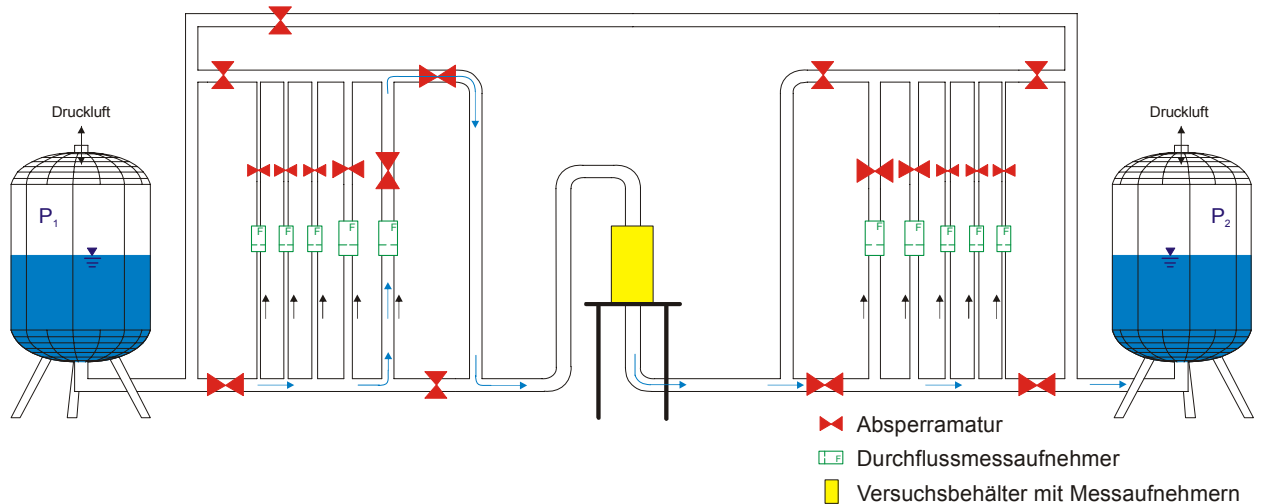 Druckluft
Druckluft
P1
P2
F F F F F
F F F F F
Absperramatur
F Durchflussmessaufnehmer
Versuchsbehälter mit Messaufnehmern